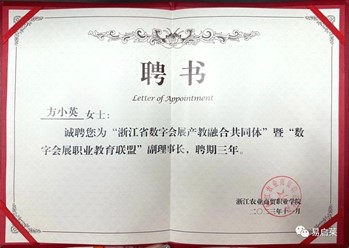 聘书
Letter of Appointment
方小英 女士:
诚聘您为“浙江省数字会展产教融合共同体”暨“数
字会展职业教育联盟”副理事长,聘期三年。
浙江农业商贸职业学院
易启莱